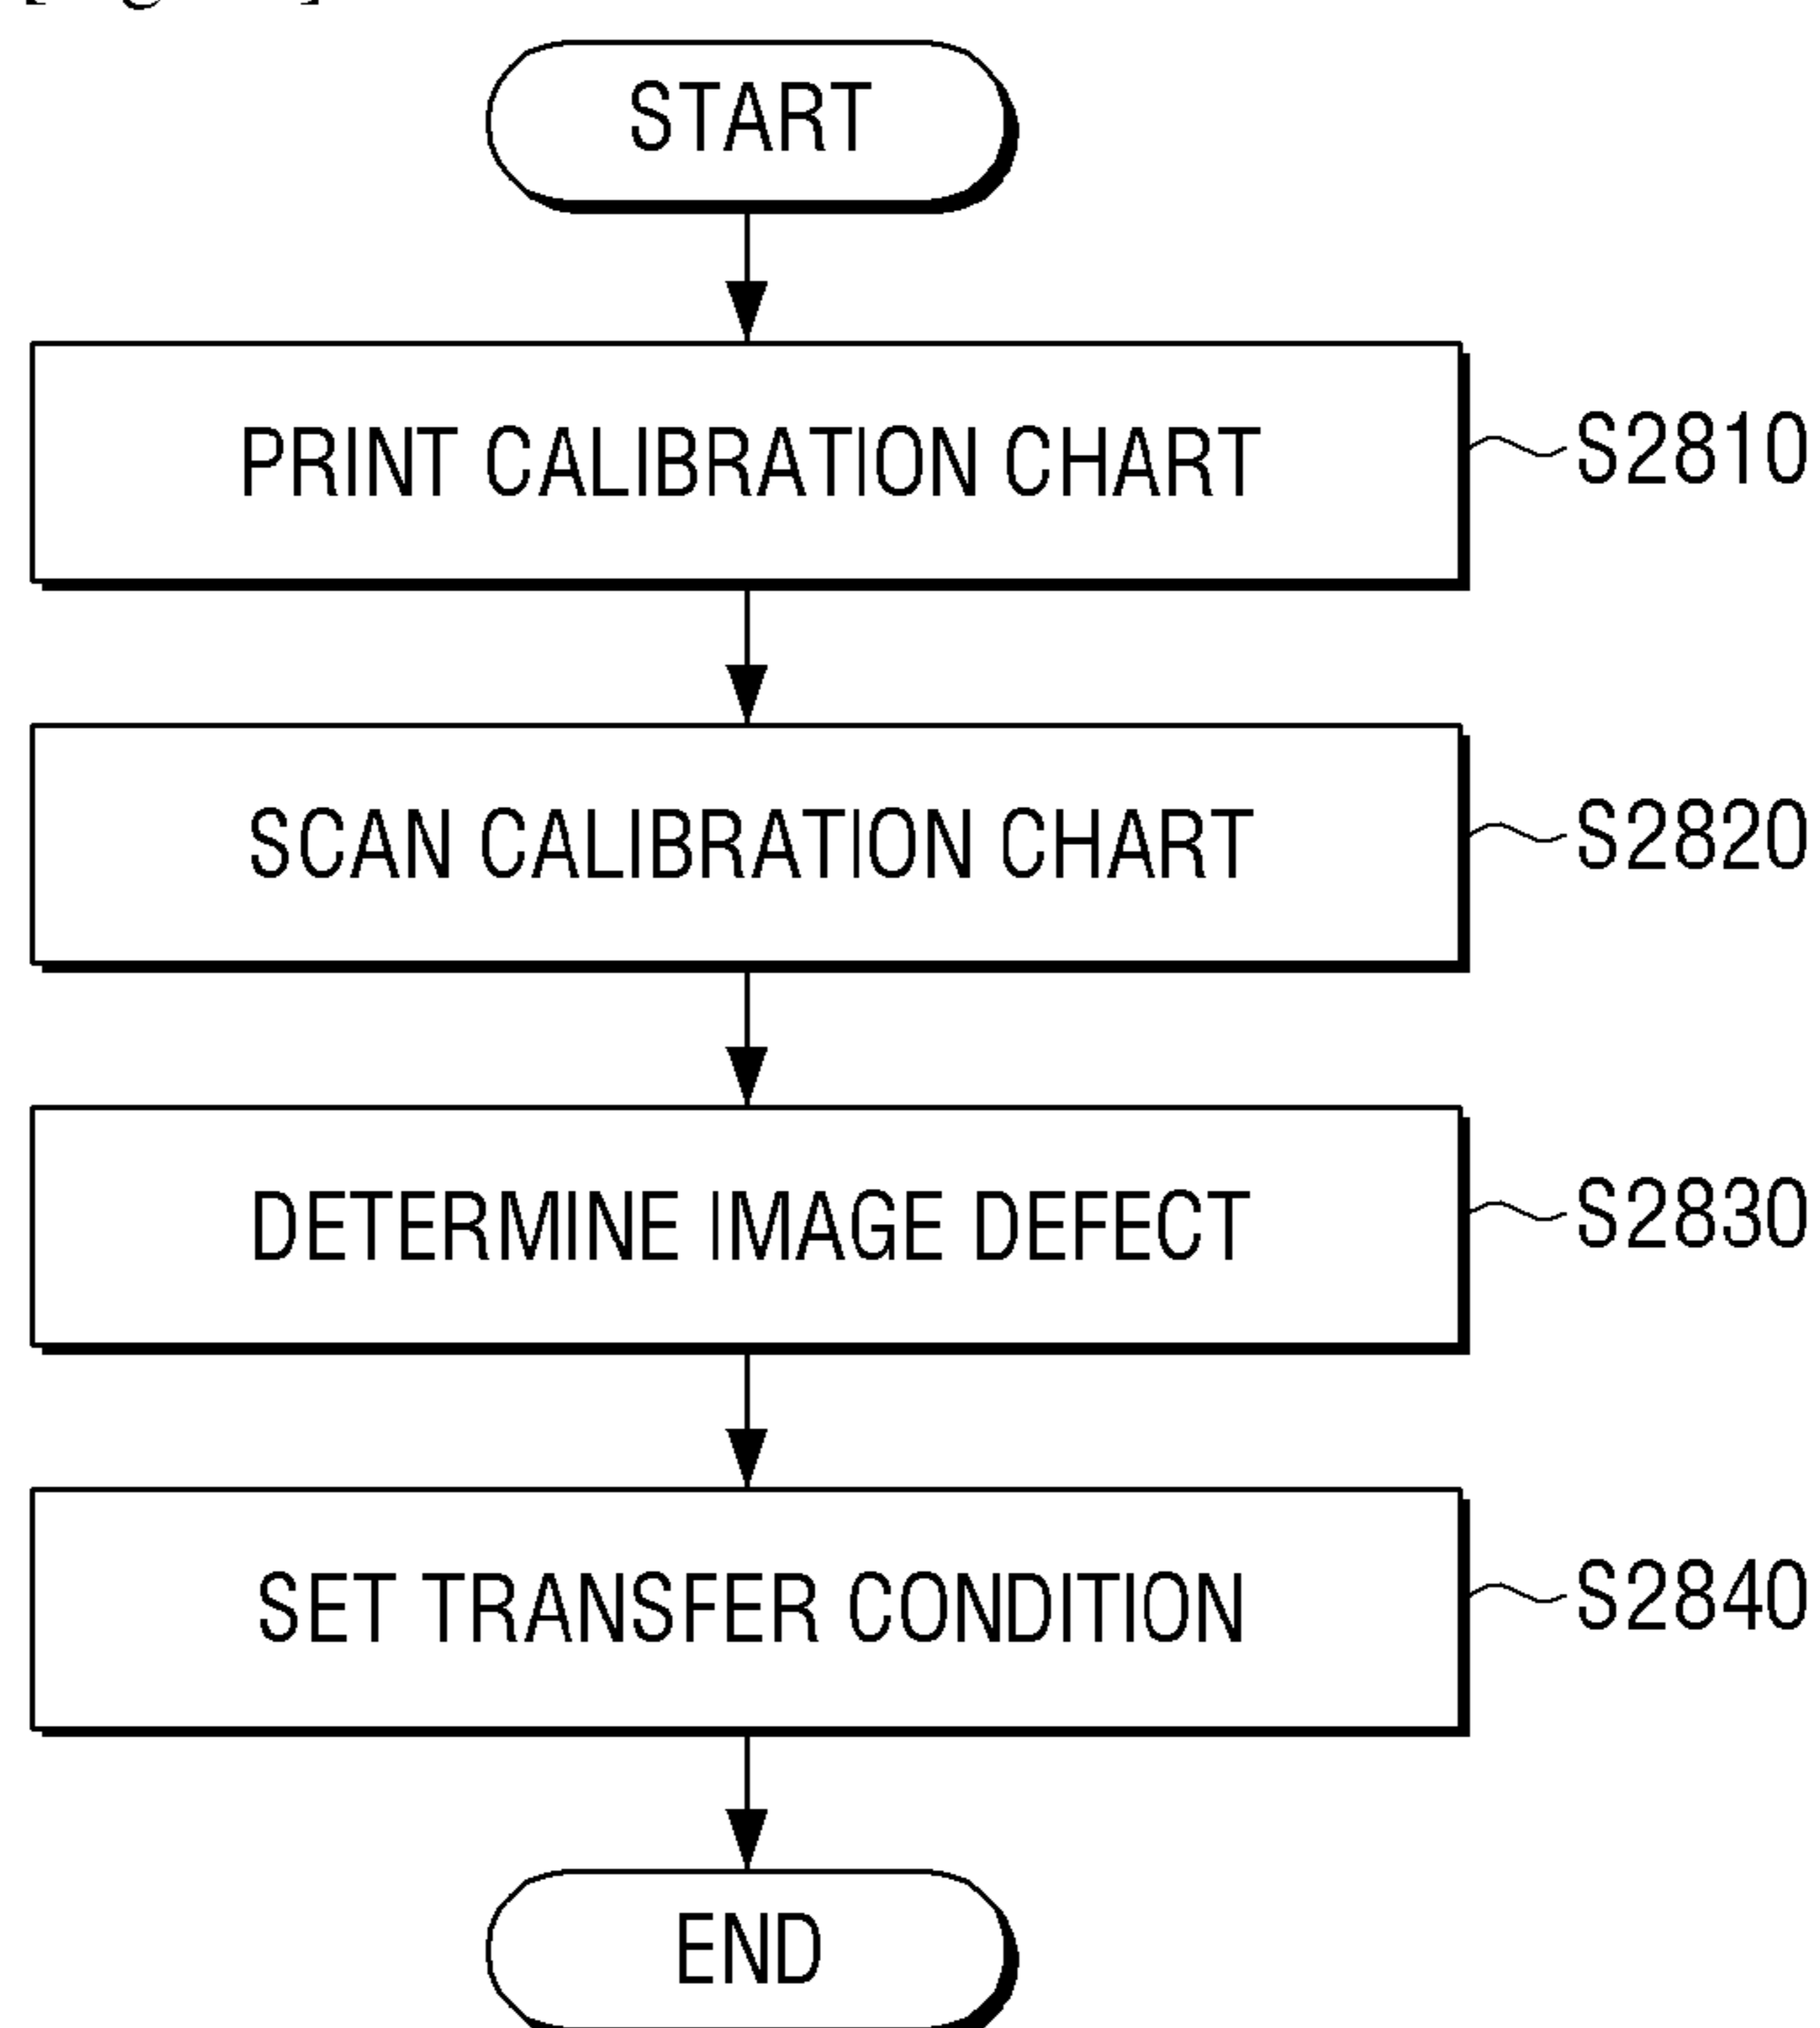 START
PRINT CALIBRATION CHART
S2810
SCAN CALIBRATION CHART
S2820
DETERMINE IMAGE DEFECT
S2830
SET TRANSFER CONDITION
S2840
END